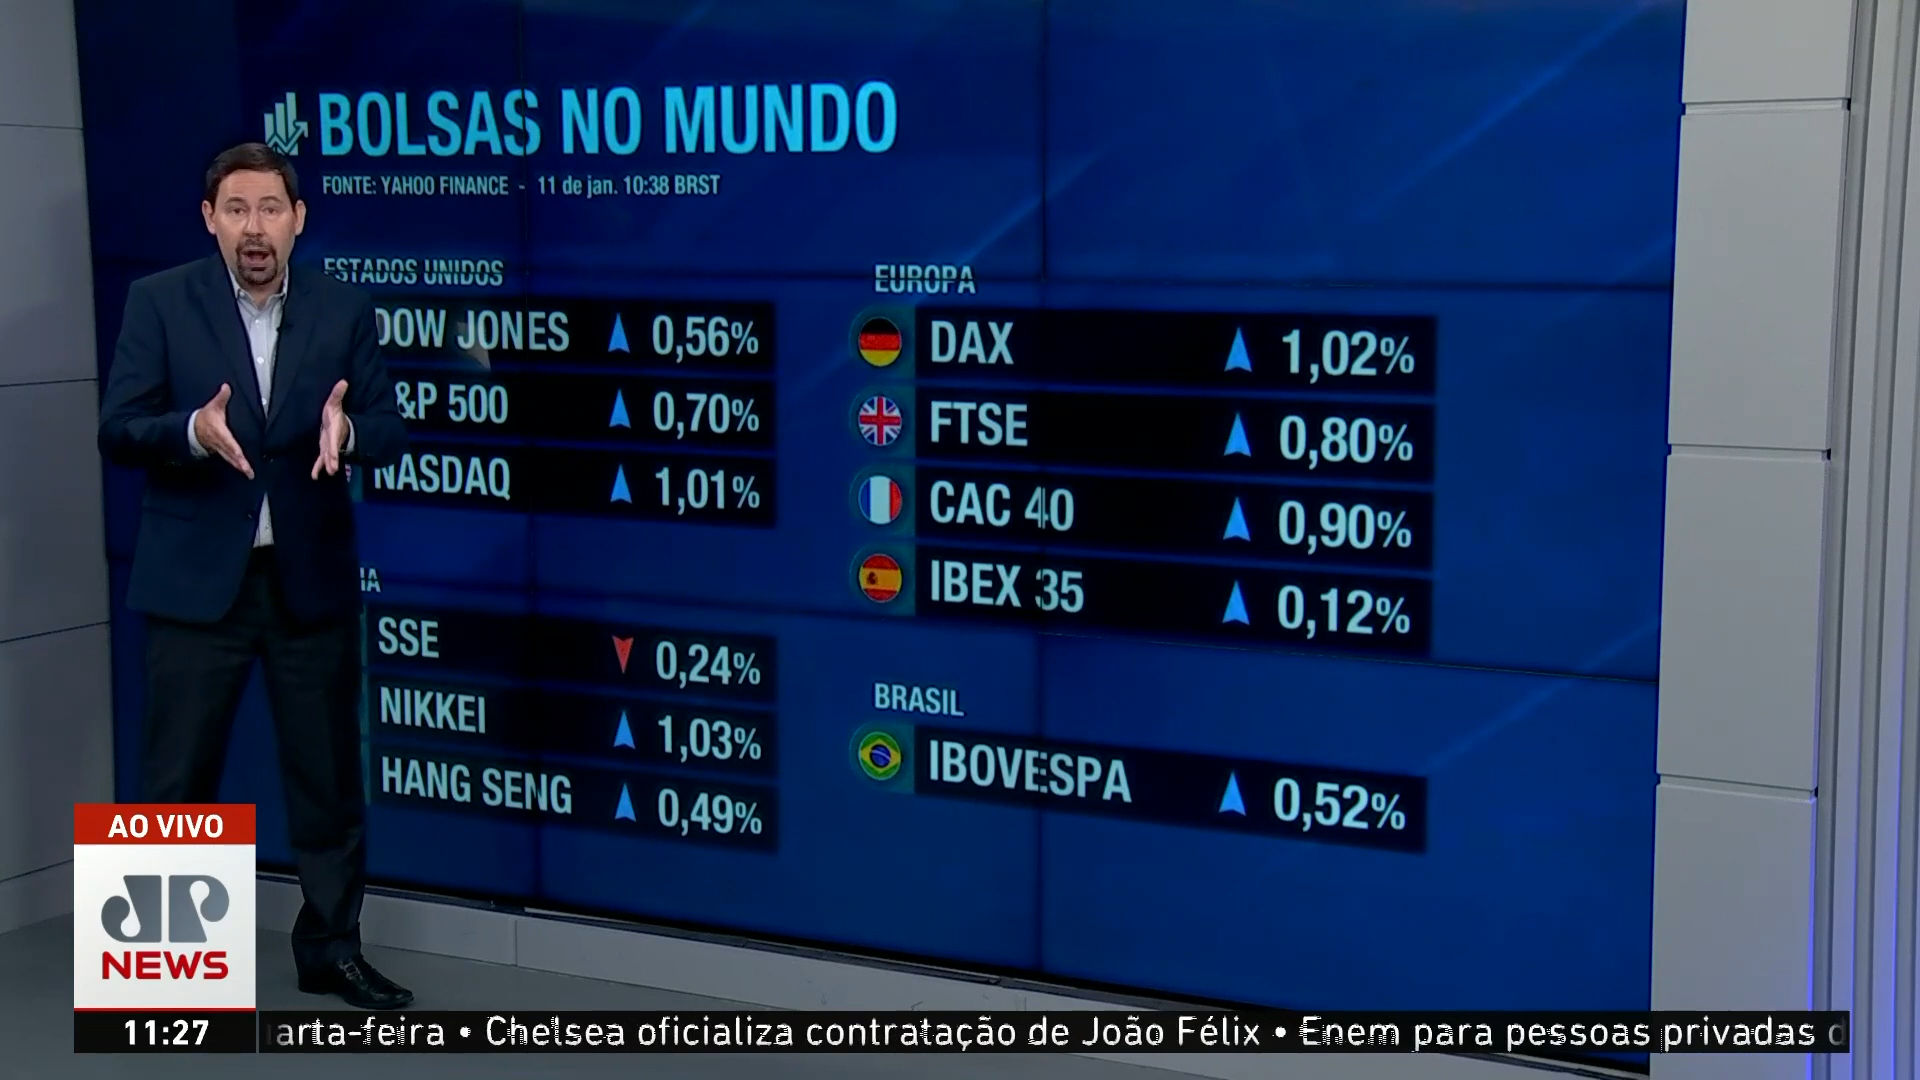 BOLSAS NO MUNDO
FONTE: YAHOO FINANCE - 11 de jan. 10:38 BRST
ESTADOS UNIDOS
DOW JONES 0,56%
&P 500 0,70%
NASDAQ 1,01%
IA
SSE 0,24%
NIKKEI 1,03%
HANG SENG 0,49%
EUROPA
DAX 1,02%
FTSE 0,80%
CAC 40 0,90%
IBEX 35 0,12%
BRASIL
IBOVESPA 0,52%
AO VIVO
JP
NEWS
11:27 arta-feira • Chelsea oficializa contratação de João Félix • Enem para pessoas privadas d